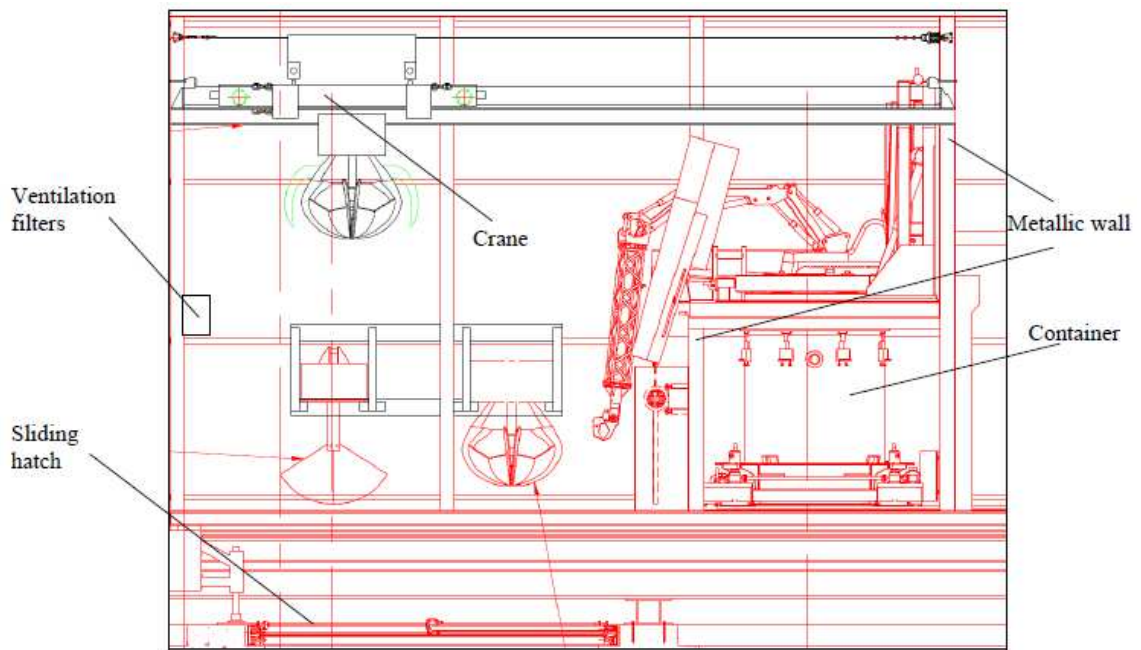 Ventilation
filters
Crane
Metallic wall
Container
Sliding
hatch